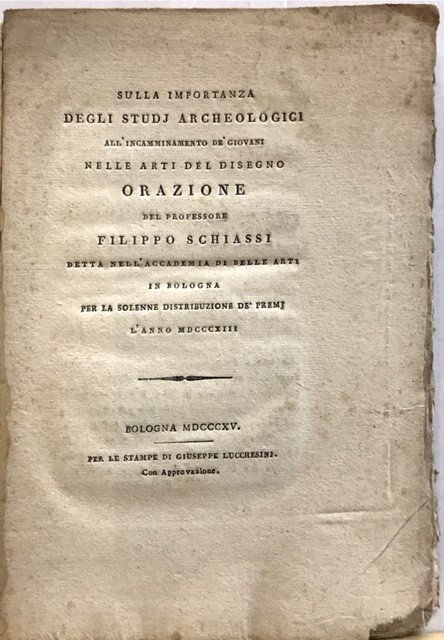 SULLA IMPORTANZA
DEGLI STUDJ ARCHEOLOGICI
ALL'INCAMMINAMENTO DE' GIOVANI
NELLE ARTI DEL DISEGNO
ORAZIONE
DEL PROFESSORE
FILIPPO SCHIASSI
DETTA NELL'ACCADEMIA DI BELLE ARTI
IN BOLOGNA
PER LA SOLENNE DISTRIBUZIONE DE' PREMJ
L'ANNO MDCCCXIII
BOLOGNA MDCCCXV.
PER LE STAMPE DI GIUSEPPE LUCCHESINI.
Con Approvazione.